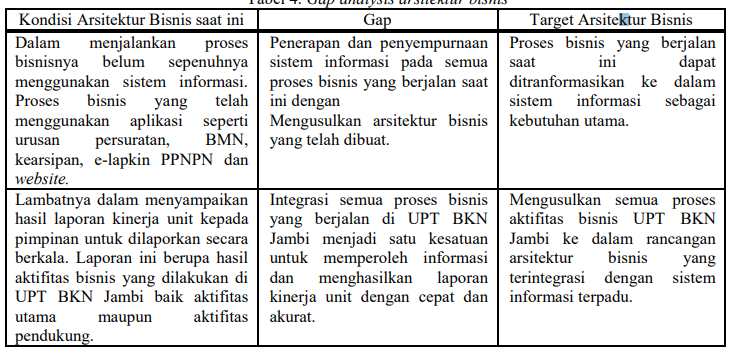 Tabel 4. Gap analysis arsitektur bisnis
Kondisi Arsitektur Bisnis saat ini
Gap
Target Arsitektur Bisnis
Dalam menjalankan proses
bisnisnya belum sepenuhnya
menggunakan sistem informasi.
Proses bisnis yang telah
menggunakan aplikasi seperti
urusan persuratan, BMN,
kearsipan, e-lapkin PPNPN dan
website.
Penerapan dan penyempurnaan
sistem informasi pada semua
proses bisnis yang berjalan saat
ini dengan
Mengusulkan arsitektur bisnis
yang telah dibuat.
Proses bisnis yang berjalan
saat ini dapat
ditranformasikan ke dalam
sistem informasi sebagai
kebutuhan utama.
Lambatnya dalam menyampaikan
hasil laporan kinerja unit kepada
pimpinan untuk dilaporkan secara
berkala. Laporan ini berupa hasil
aktifitas bisnis yang dilakukan di
UPT BKN Jambi baik aktifitas
utama maupun aktifitas
pendukung.
Integrasi semua proses bisnis
yang berjalan di UPT BKN
Jambi menjadi satu kesatuan
untuk memperoleh informasi
dan menghasilkan laporan
kinerja unit dengan cepat dan
akurat.
Mengusulkan semua proses
aktifitas bisnis UPT BKN
Jambi ke dalam rancangan
arsitektur bisnis yang
terintegrasi dengan sistem
informasi terpadu.